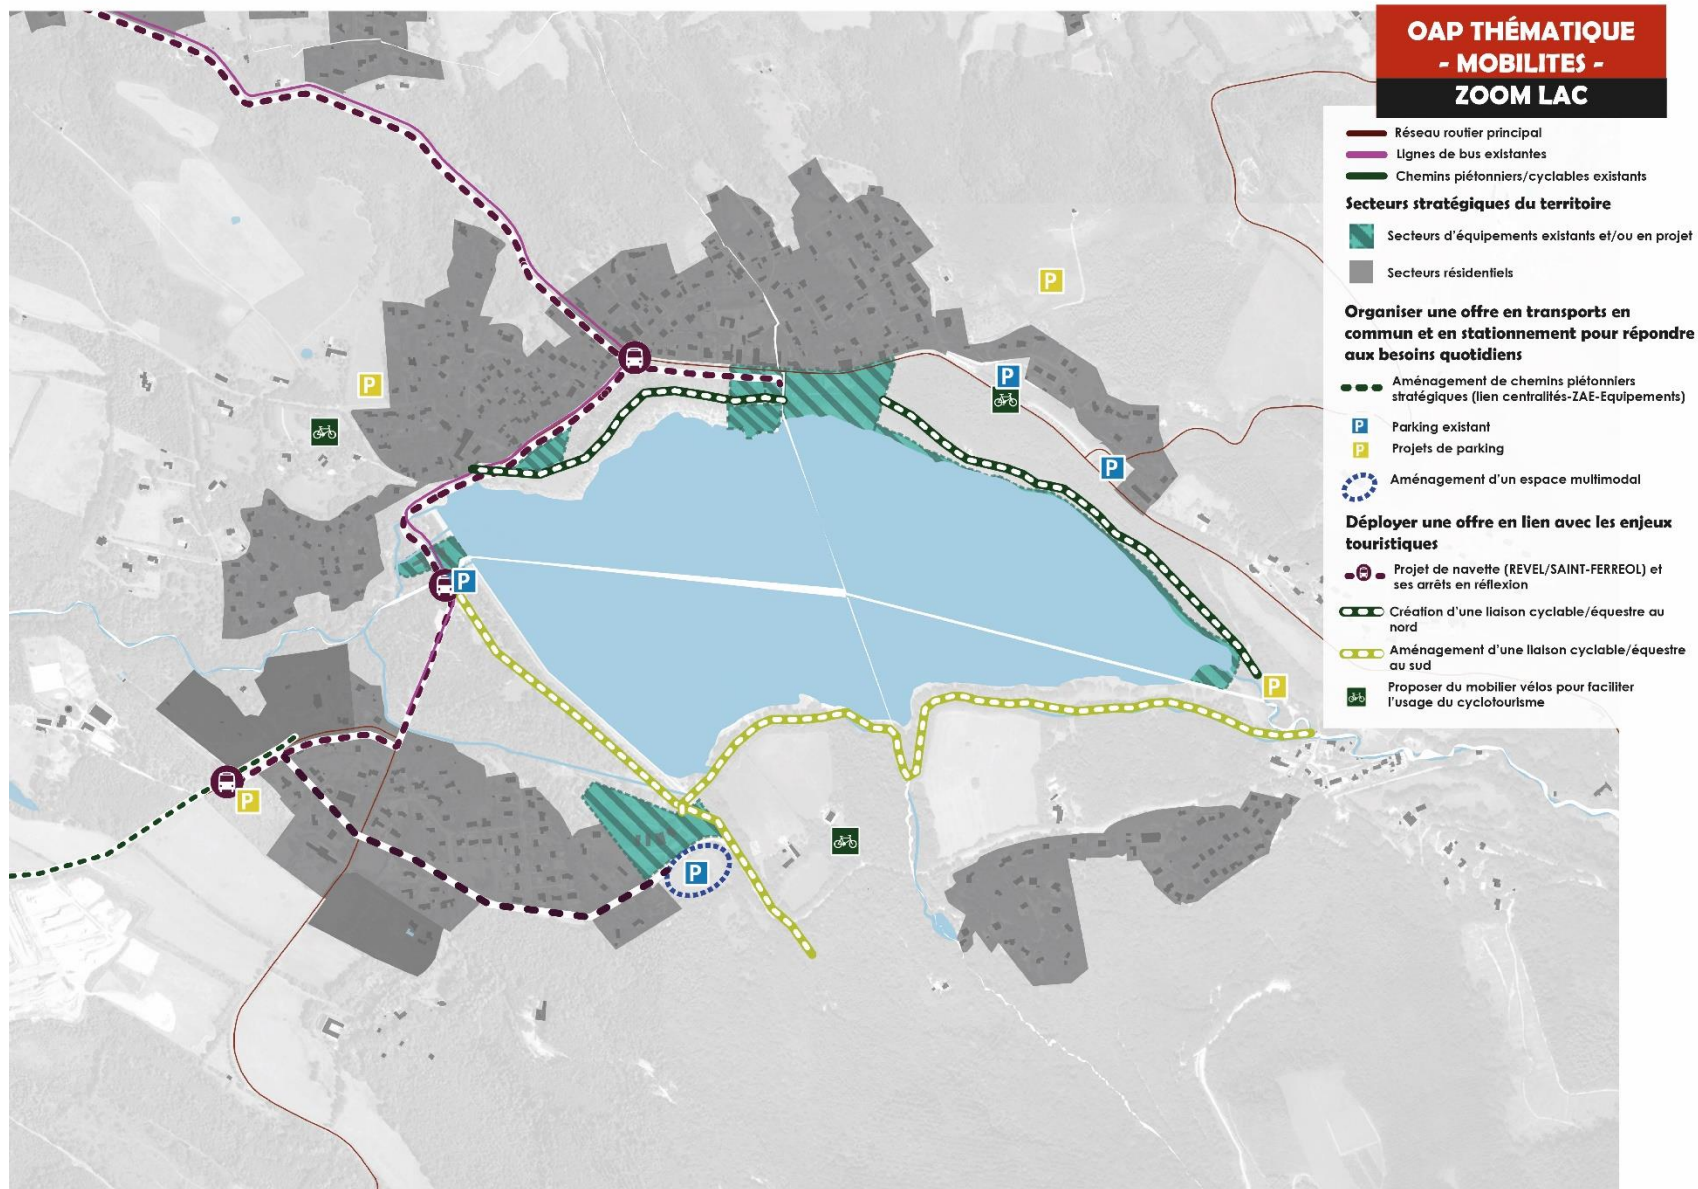 OAP THÉMATIQUE
- MOBILITES -
ZOOM LAC
Réseau routier principal
Lignes de bus existantes
Chemins piétonniers/cyclables existants
Secteurs stratégiques du territoire
Secteurs d'équipements existants et/ou en projet
Secteurs résidentiels
Organiser une offre en transports en
commun et en stationnement pour répondre
aux besoins quotidiens
Aménagement de chemins piétonniers
stratégiques (lien centralités-ZAE-Equipements)
P Parking existant
P Projets de parking
Aménagement d'un espace multimodal
Déployer une offre en lien avec les enjeux
touristiques
Projet de navette (REVEL/SAINT-FERREOL) et
ses arrêts en réflexion
Création d'une liaison cyclable/équestre au
nord
Aménagement d'une liaison cyclable/équestre
au sud
Proposer du mobilier vélos pour faciliter
l'usage du cyclotourisme
P
P
P
P
P
P
P
P